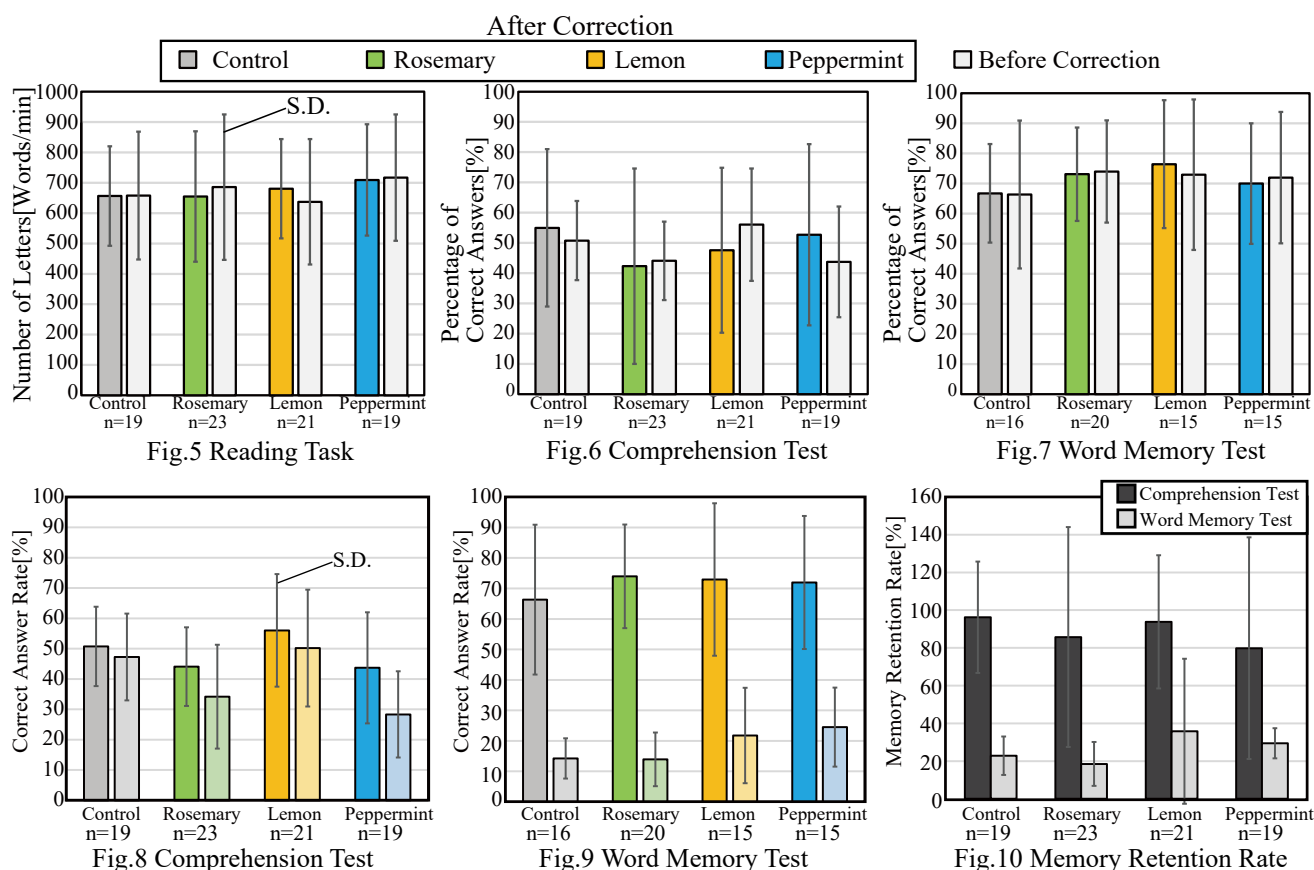 After Correction
Control Rosemary Lemon Peppermint Before Correction
Number of Letters[Words/min]
1000
900
800
700
600
500
400
300
200
100
0
S.D.
Control Rosemary Lemon Peppermint
n=19 n=23 n=21 n=19
Fig.5 Reading Task
Percentage of
Correct Answers[%]
100
90
80
70
60
50
40
30
20
10
0
Control Rosemary Lemon Peppermint
n=19 n=23 n=21 n=19
Fig.6 Comprehension Test
Percentage of
Correct Answers[%]
100
90
80
70
60
50
40
30
20
10
0
Control Rosemary Lemon Peppermint
n=16 n=20 n=15 n=15
Fig.7 Word Memory Test
Correct Answer Rate[%]
100
90
80
70
60
50
40
30
20
10
0
S.D.
Control Rosemary Lemon Peppermint
n=19 n=23 n=21 n=19
Fig.8 Comprehension Test
Correct Answer Rate[%]
100
90
80
70
60
50
40
30
20
10
0
Control Rosemary Lemon Peppermint
n=16 n=20 n=15 n=15
Fig.9 Word Memory Test
Memory Retention Rate[%]
160
140
120
100
80
60
40
20
0
Comprehension Test
Word Memory Test
Control Rosemary Lemon Peppermint
n=19 n=23 n=21 n=19
Fig.10 Memory Retention Rate